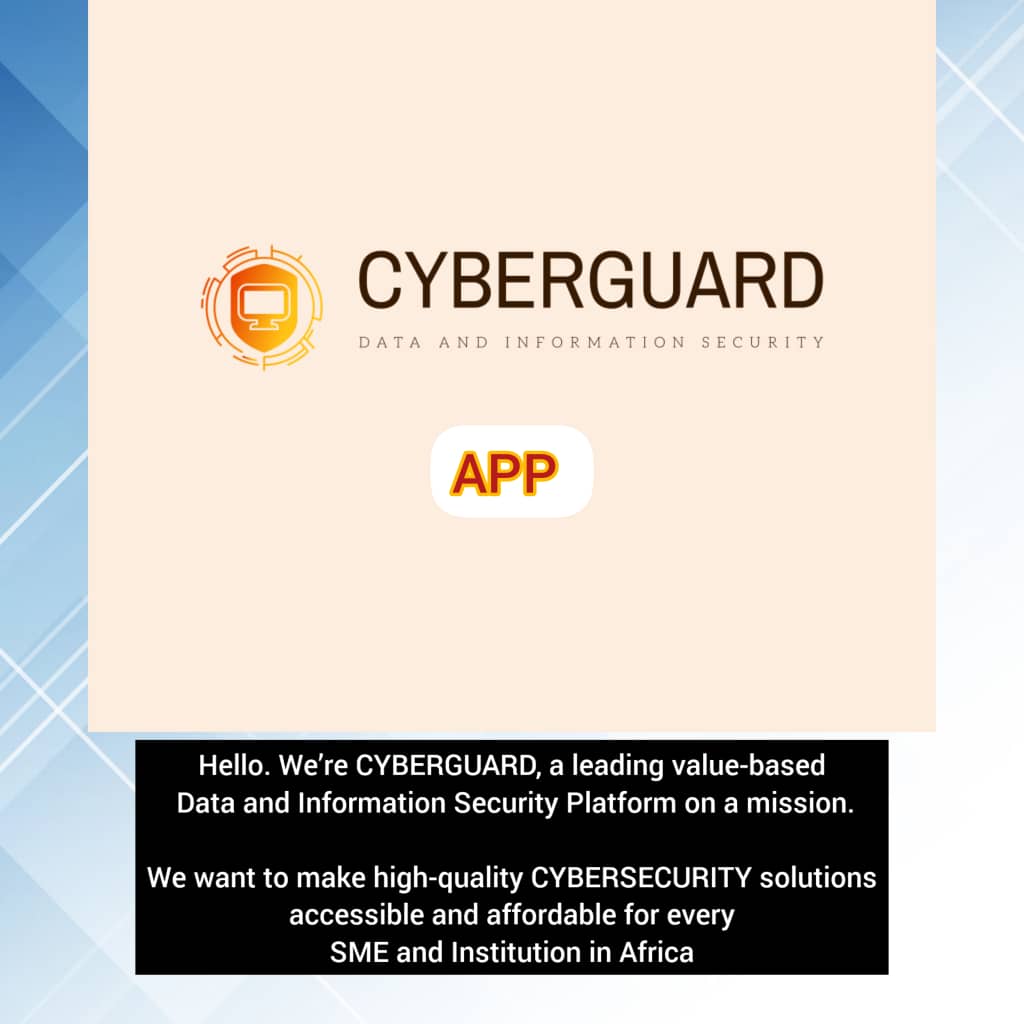 CYBERGUARD
DATA AND INFORMATION SECURITY
APP
Hello. We’re CYBERGUARD, a leading value-based
Data and Information Security Platform on a mission.
We want to make high-quality CYBERSECURITY solutions
accessible and affordable for every
SME and Institution in Africa